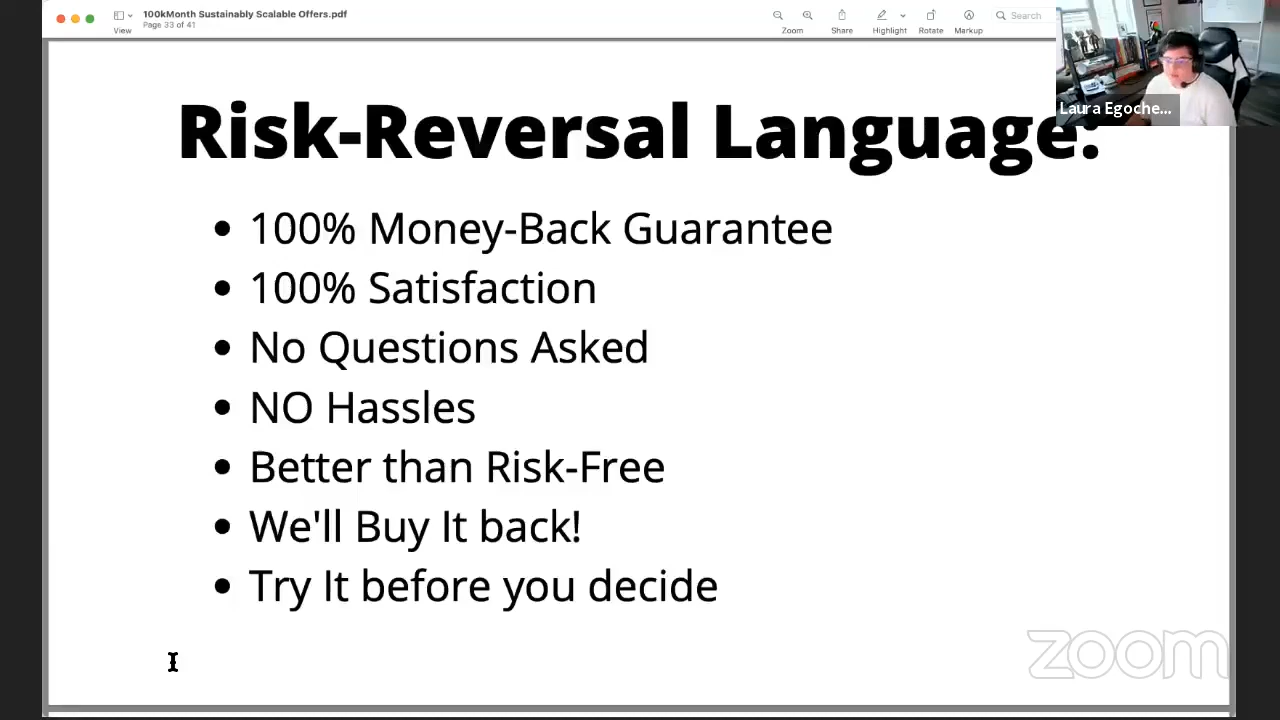 100kMonth Sustainably Scalable Offers.pdf
Page 33 of 41
View
Zoom
Share
Highlight
Rotate
Markup
Search
Laura Egoche...
Risk-Reversal Language:
• 100% Money-Back Guarantee
• 100% Satisfaction
• No Questions Asked
• NO Hassles
• Better than Risk-Free
• We'll Buy It back!
• Try It before you decide
zoom